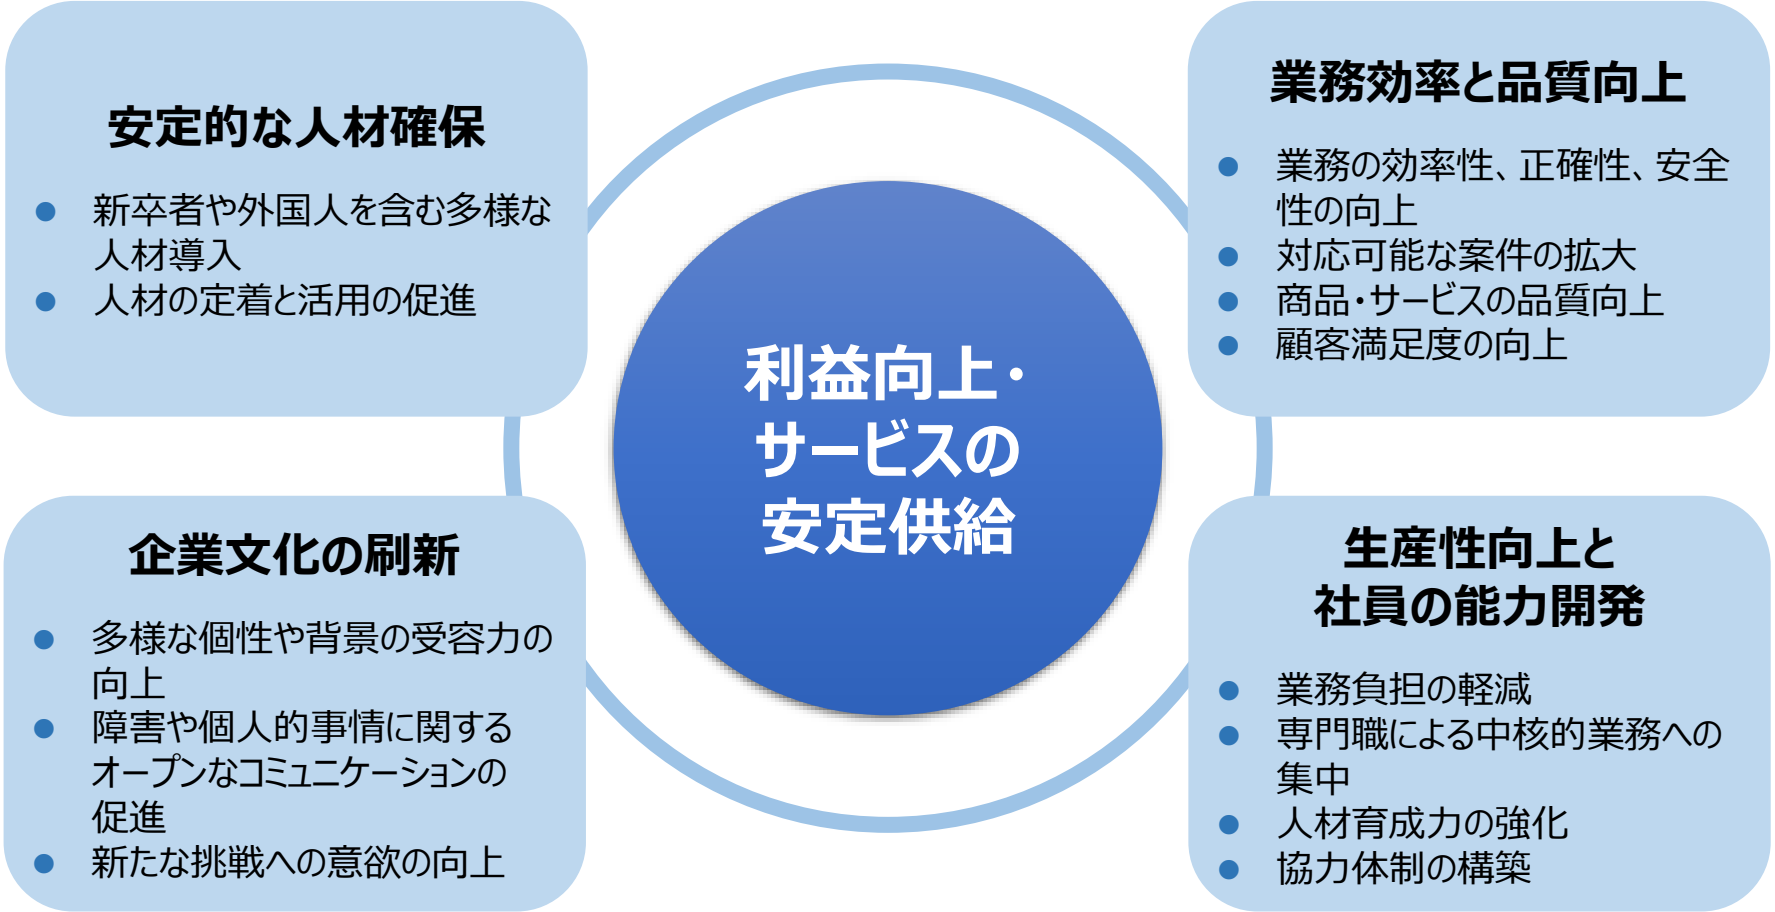 安定的な人材確保
新卒者や外国人を含む多様な
人材導入
人材の定着と活用の促進
業務効率と品質向上
業務の効率性、正確性、安全
性の向上
対応可能な案件の拡大
商品・サービスの品質向上
顧客満足度の向上
利益向上・
サービスの
安定供給
企業文化の刷新
多様な個性や背景の受容力の
向上
障害や個人的事情に関する
オープンなコミュニケーションの
促進
新たな挑戦への意欲の向上
生産性向上と
社員の能力開発
業務負担の軽減
専門職による中核的業務への
集中
人材育成力の強化
協力体制の構築